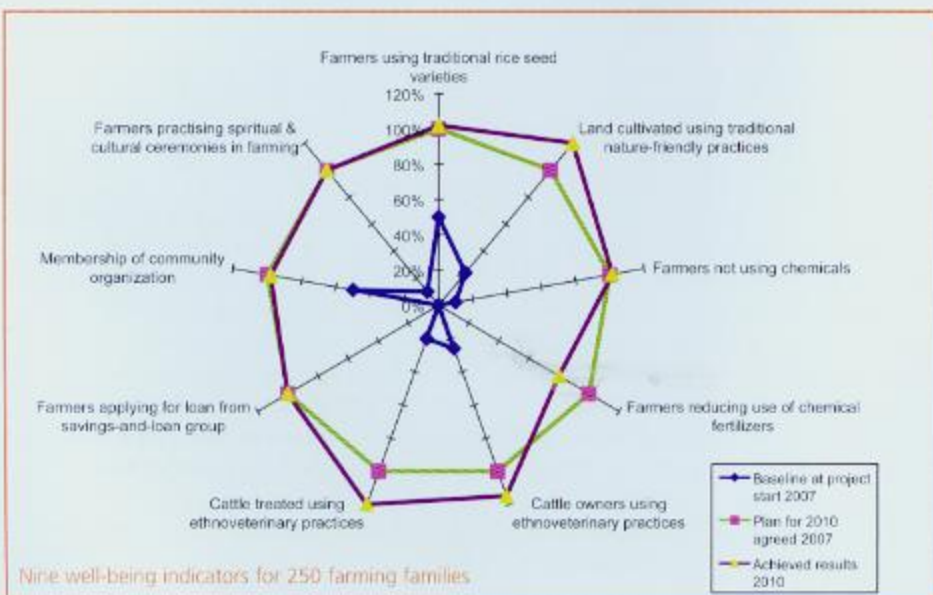 Farmers using traditional rice seed
varieties
120%
100%
80%
60%
40%
20%
0%
Land cultivated using traditional
nature-friendly practices
Farmers not using chemicals
Farmers reducing use of chemical
fertilizers
Cattle owners using
ethnoveterinary practices
Cattle treated using
ethnoveterinary practices
Farmers applying for loan from
savings-and-loan group
Membership of community
organization
Farmers practising spiritual &
cultural ceremonies in farming
Baseline at project
start 2007
Plan for 2010
agreed 2007
Achieved results
2010
Nine well-being indicators for 250 farming families